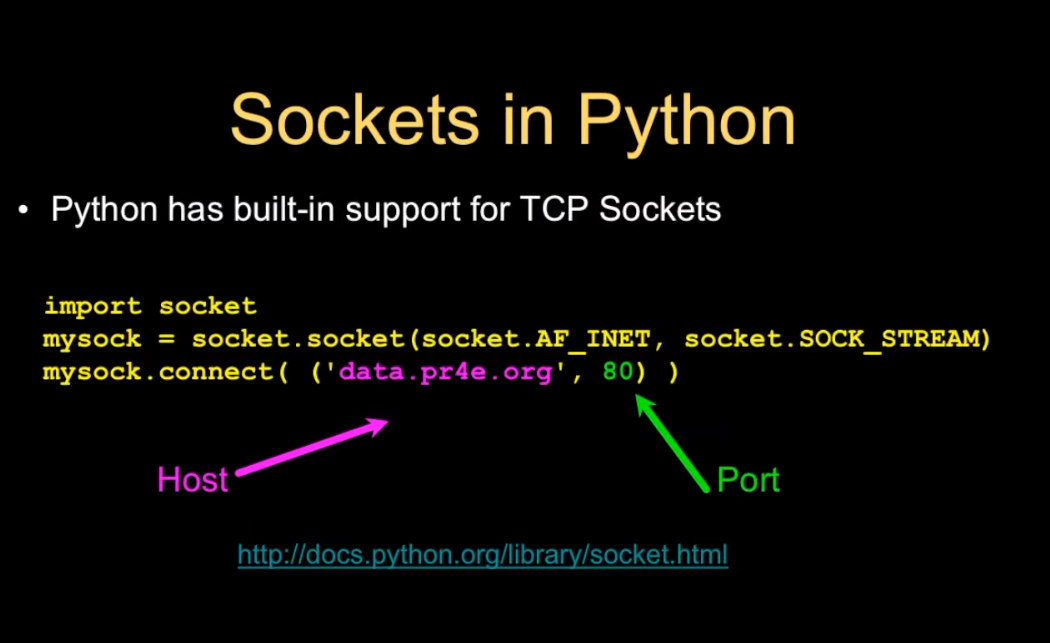 Sockets in Python
• Python has built-in support for TCP Sockets
import socket
mysock = socket.socket(socket.AF_INET, socket.SOCK_STREAM)
mysock.connect( ('data.pr4e.org', 80) )
Host
Port
http://docs.python.org/library/socket.html